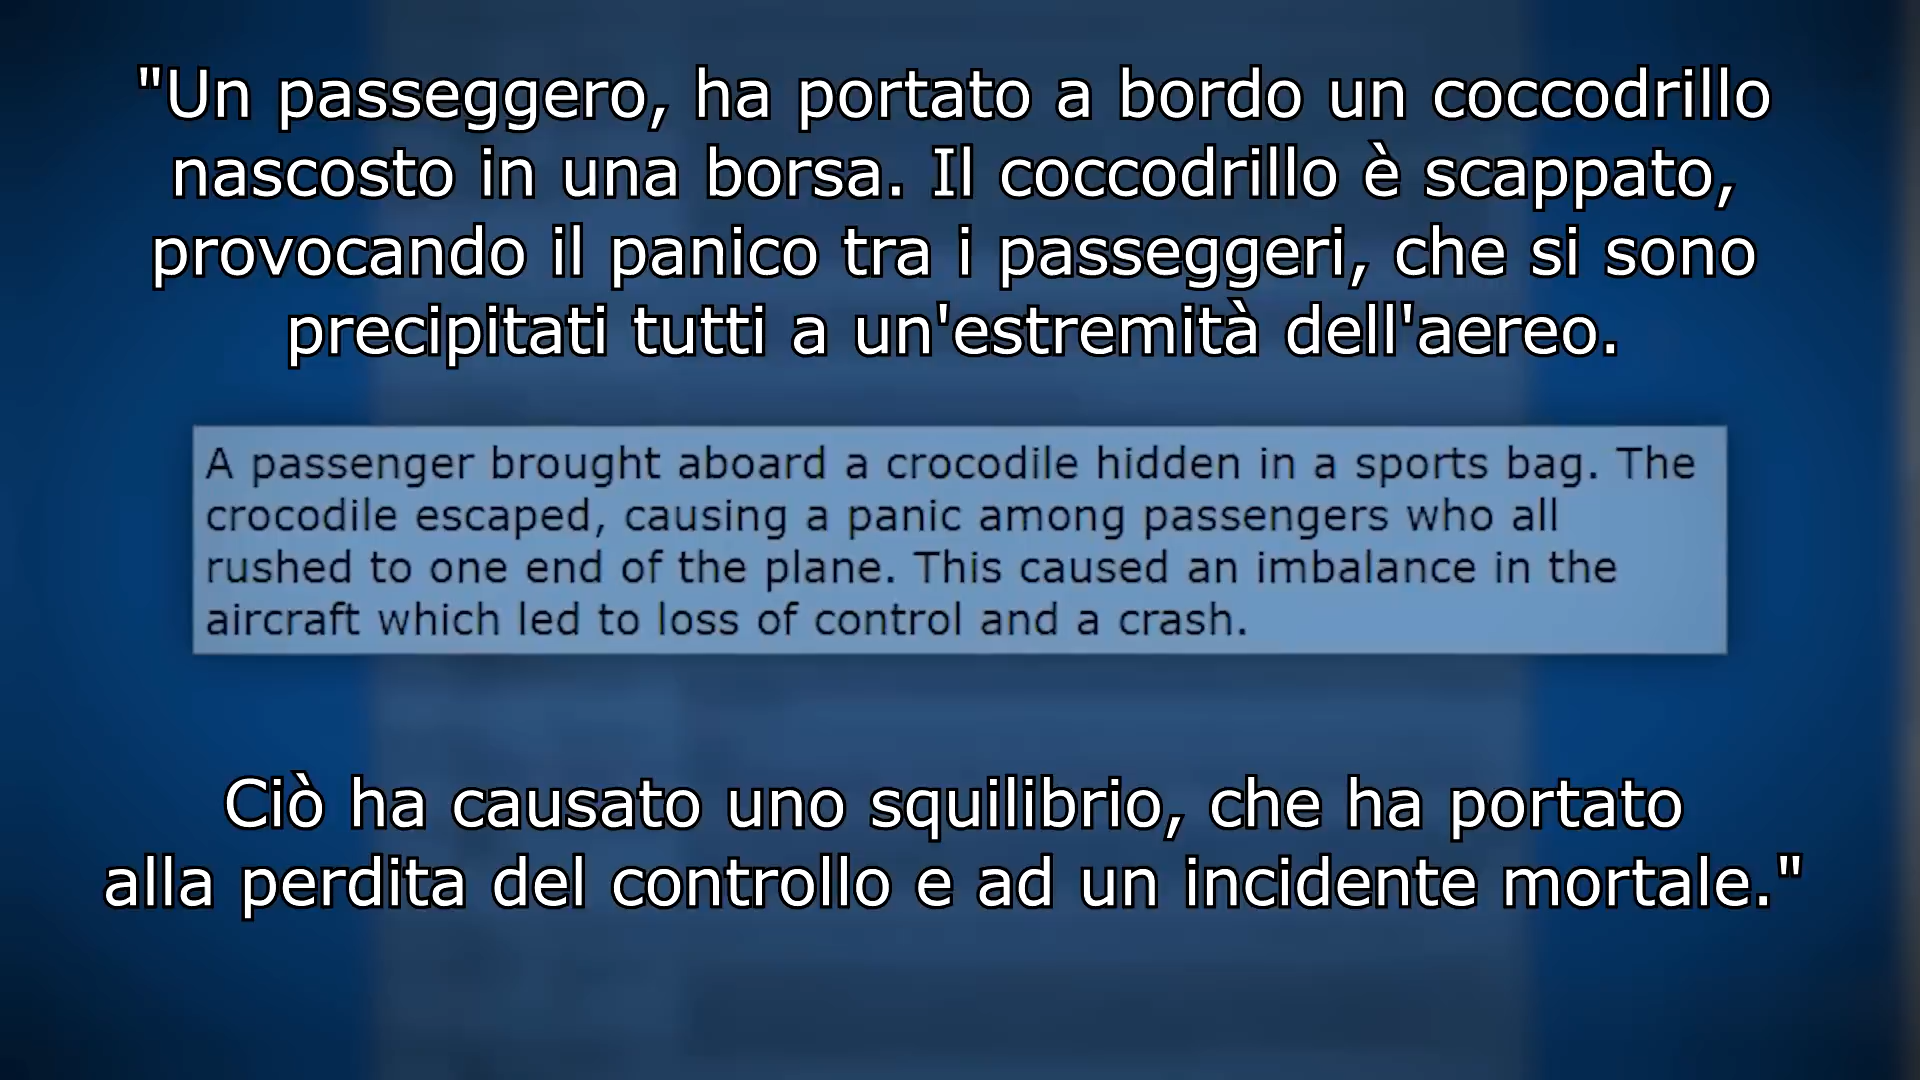 "Un passeggero, ha portato a bordo un coccodrillo
nascosto in una borsa. Il coccodrillo è scappato,
provocando il panico tra i passeggeri, che si sono
precipitati tutti a un'estremità dell'aereo.
A passenger brought aboard a crocodile hidden in a sports bag. The
crocodile escaped, causing a panic among passengers who all
rushed to one end of the plane. This caused an imbalance in the
aircraft which led to loss of control and a crash.
Ciò ha causato uno squilibrio, che ha portato
alla perdita del controllo e ad un incidente mortale."